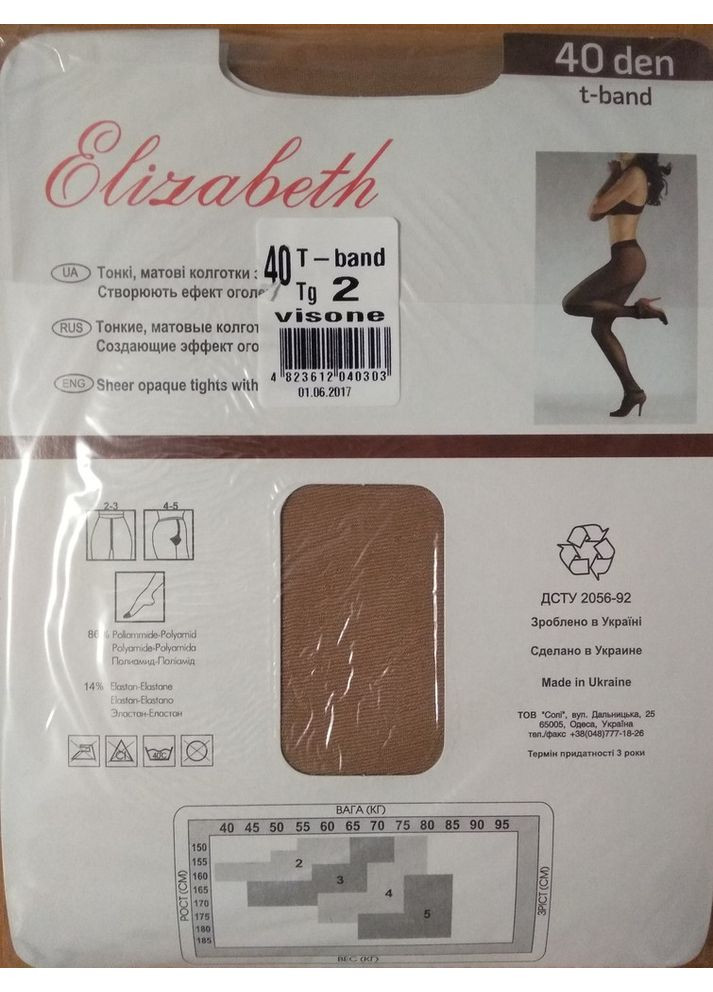 40 den
t-band
Elizabeth
UA Тонкі, матові колготки з
Створюють ефект оголе
RUS Тонкие, матовые колгот
Создающие эффект ого
ENG Sheer opaque tights with
40 T - band
Tg 2
visone
4 823612 040303
01.06.2017
2-3 4-5
86% Poliammide-Polyamid
Polyamide-Polyamida
Полиамид-Поліамід
14% Elastan-Elastane
Elastan-Elastano
Эластан-Еластан
CL 40C
ДСТУ 2056-92
Зроблено в Україні
Сделано в Украине
Made in Ukraine
ТОВ "Солі", вул. Дальницька, 25
65005, Одеса, Україна
тел./факс +38(048)777-18-26
Термін придатності 3 роки
ВАГА (КГ)
40 45 50 55 60 65 70 75 80 85 90 95
РОСТ (СМ)
150
155
160
165
170
175
180
185
2
3
4
5
ЗРІСТ (СМ)
ВЕС (КГ)